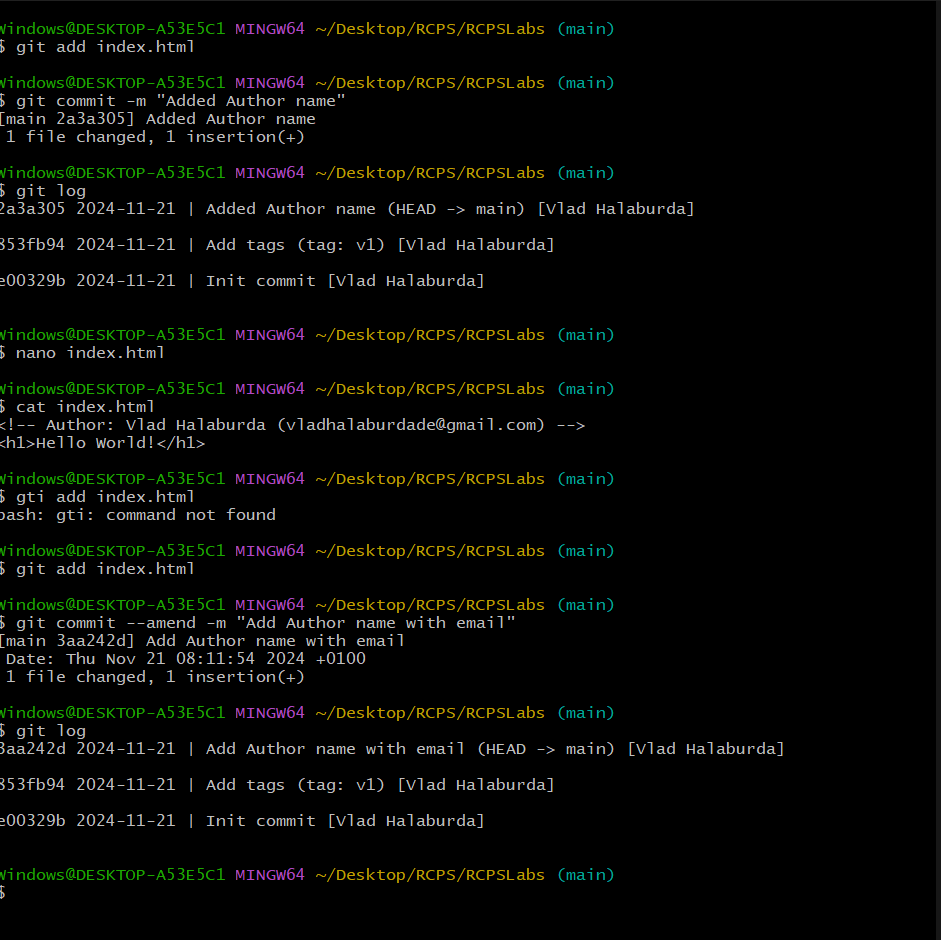 Windows@DESKTOP-A53E5C1 MINGW64 ~/Desktop/RCPS/RCPSLabs (main)
$ git add index.html
Windows@DESKTOP-A53E5C1 MINGW64 ~/Desktop/RCPS/RCPSLabs (main)
$ git commit -m "Added Author name"
[main 2a3a305] Added Author name
1 file changed, 1 insertion(+)
Windows@DESKTOP-A53E5C1 MINGW64 ~/Desktop/RCPS/RCPSLabs (main)
$ git log
2a3a305 2024-11-21 | Added Author name (HEAD -> main) [Vlad Halaburda]
853fb94 2024-11-21 | Add tags (tag: v1) [Vlad Halaburda]
e00329b 2024-11-21 | Init commit [Vlad Halaburda]
Windows@DESKTOP-A53E5C1 MINGW64 ~/Desktop/RCPS/RCPSLabs (main)
$ nano index.html
Windows@DESKTOP-A53E5C1 MINGW64 ~/Desktop/RCPS/RCPSLabs (main)
$ cat index.html
<!-- Author: Vlad Halaburda (vladhalaburdade@gmail.com) -->
<h1>Hello World!</h1>
Windows@DESKTOP-A53E5C1 MINGW64 ~/Desktop/RCPS/RCPSLabs (main)
$ gti add index.html
bash: gti: command not found
Windows@DESKTOP-A53E5C1 MINGW64 ~/Desktop/RCPS/RCPSLabs (main)
$ git add index.html
Windows@DESKTOP-A53E5C1 MINGW64 ~/Desktop/RCPS/RCPSLabs (main)
$ git commit --amend -m "Add Author name with email"
[main 3aa242d] Add Author name with email
Date: Thu Nov 21 08:11:54 2024 +0100
1 file changed, 1 insertion(+)
Windows@DESKTOP-A53E5C1 MINGW64 ~/Desktop/RCPS/RCPSLabs (main)
$ git log
3aa242d 2024-11-21 | Add Author name with email (HEAD -> main) [Vlad Halaburda]
853fb94 2024-11-21 | Add tags (tag: v1) [Vlad Halaburda]
e00329b 2024-11-21 | Init commit [Vlad Halaburda]
Windows@DESKTOP-A53E5C1 MINGW64 ~/Desktop/RCPS/RCPSLabs (main)
$